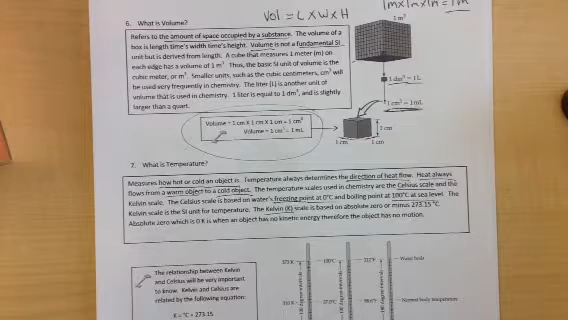 Vol = L x W x H
1m x 1m x 1m = 1m
6. What is Volume?
1 m³
Refers to the amount of space occupied by a substance. The volume of a
box is length time's width time's height. Volume is not a fundamental SI
unit but is derived from length. A cube that measures 1 meter (m) on
each edge has a volume of 1 m³. Thus, the basic SI unit of volume is the
cubic meter, or m³. Smaller units, such as the cubic centimeters, cm³ will
be used very frequently in chemistry. The liter (L) is another unit of
volume that is used in chemistry. 1 liter is equal to 1 dm³, and is slightly
larger than a quart.
1 dm³ = 1L
1 cm³ = 1mL
Volume = 1 cm X 1 cm X 1 cm = 1 cm³
Volume = 1 cm³ = 1 mL
1 cm
1 cm
1 cm
7. What is Temperature?
Measures how hot or cold an object is. Temperature always determines the direction of heat flow. Heat always
flows from a warm object to a cold object. The temperature scales used in chemistry are the Celsius scale and the
Kelvin scale. The Celsius scale is based on water's freezing point at 0°C and boiling point at 100°C at sea level. The
Kelvin scale is the SI unit for temperature. The Kelvin (K) scale is based on absolute zero or minus 273.15 °C.
Absolute zero which is 0 K is when an object has no kinetic energy therefore the object has no motion.
The relationship between Kelvin
and Celsius will be very important
to know. Kelvin and Celsius are
related by the following equation:
K = °C + 273.15
373 K
100°C
212°F
Water boils
310 K
37.0°C
98.6°F
Normal body temperature
100 degree intervals
100 degree intervals
180 degree intervals